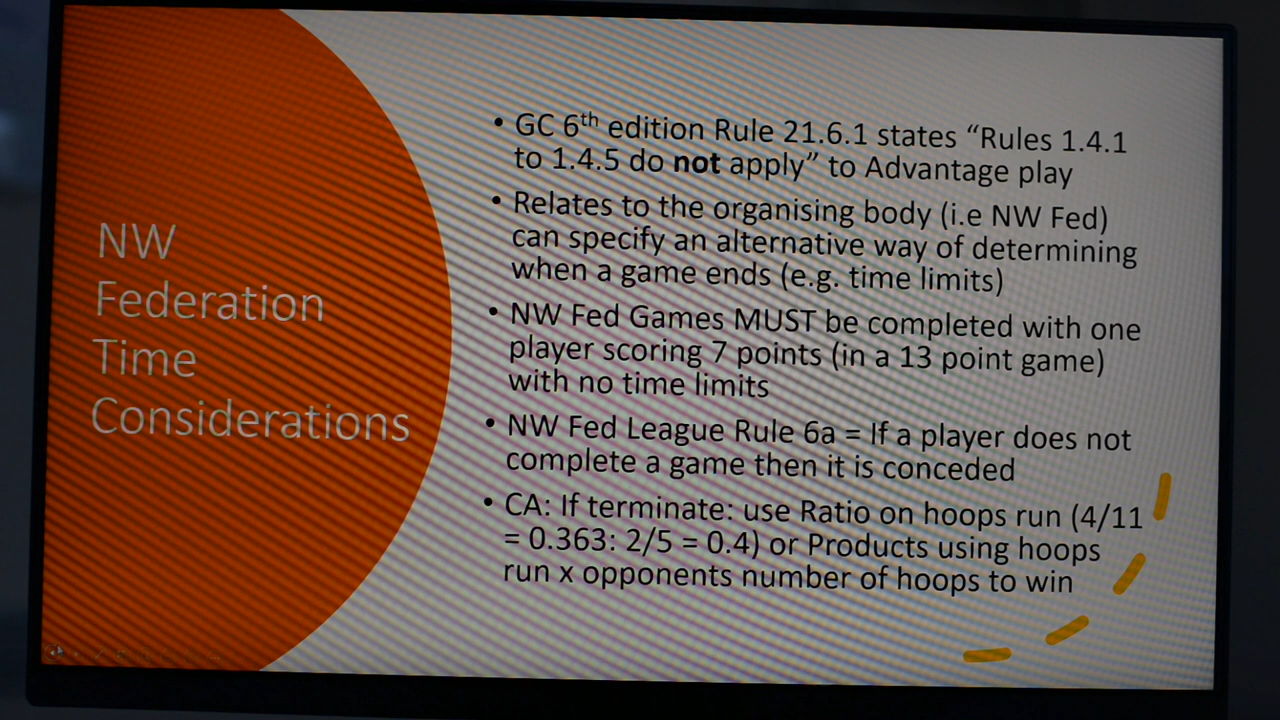 NW
Federation
Time
Considerations
• GC 6th edition Rule 21.6.1 states “Rules 1.4.1
to 1.4.5 do not apply” to Advantage play
• Relates to the organising body (i.e NW Fed)
can specify an alternative way of determining
when a game ends (e.g. time limits)
• NW Fed Games MUST be completed with one
player scoring 7 points (in a 13 point game)
with no time limits
• NW Fed League Rule 6a = If a player does not
complete a game then it is conceded
• CA: If terminate: use Ratio on hoops run (4/11
= 0.363: 2/5 = 0.4) or Products using hoops
run x opponents number of hoops to win